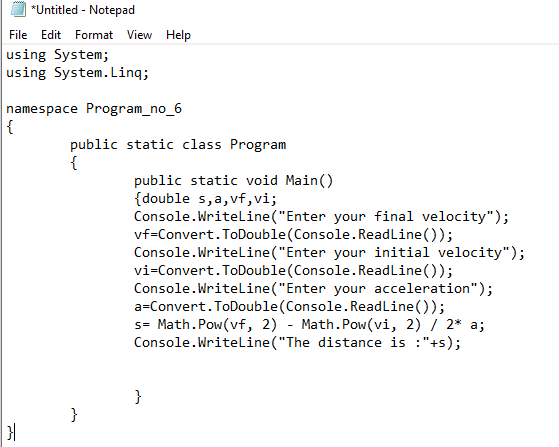 *Untitled - Notepad
File Edit Format View Help
using System;
using System.Linq;
namespace Program_no_6
{
public static class Program
{
public static void Main()
{double s,a,vf,vi;
Console.WriteLine("Enter your final velocity");
vf=Convert.ToDouble(Console.ReadLine());
Console.WriteLine("Enter your initial velocity");
vi=Convert.ToDouble(Console.ReadLine());
Console.WriteLine("Enter your acceleration");
a=Convert.ToDouble(Console.ReadLine());
s= Math.Pow(vf, 2) - Math.Pow(vi, 2) / 2* a;
Console.WriteLine("The distance is :"+s);
}
}
}